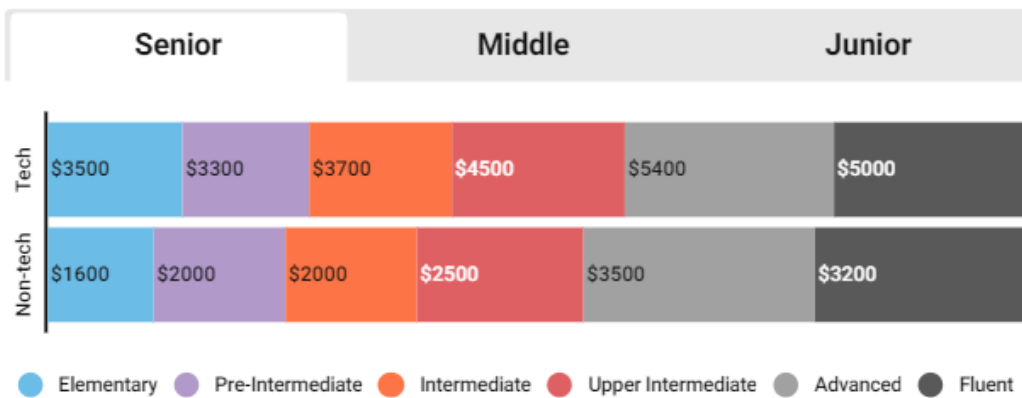 Senior Middle Junior
Tech
$3500 $3300 $3700 $4500 $5400 $5000
Non-tech
$1600 $2000 $2000 $2500 $3500 $3200
Elementary Pre-Intermediate Intermediate Upper Intermediate Advanced Fluent